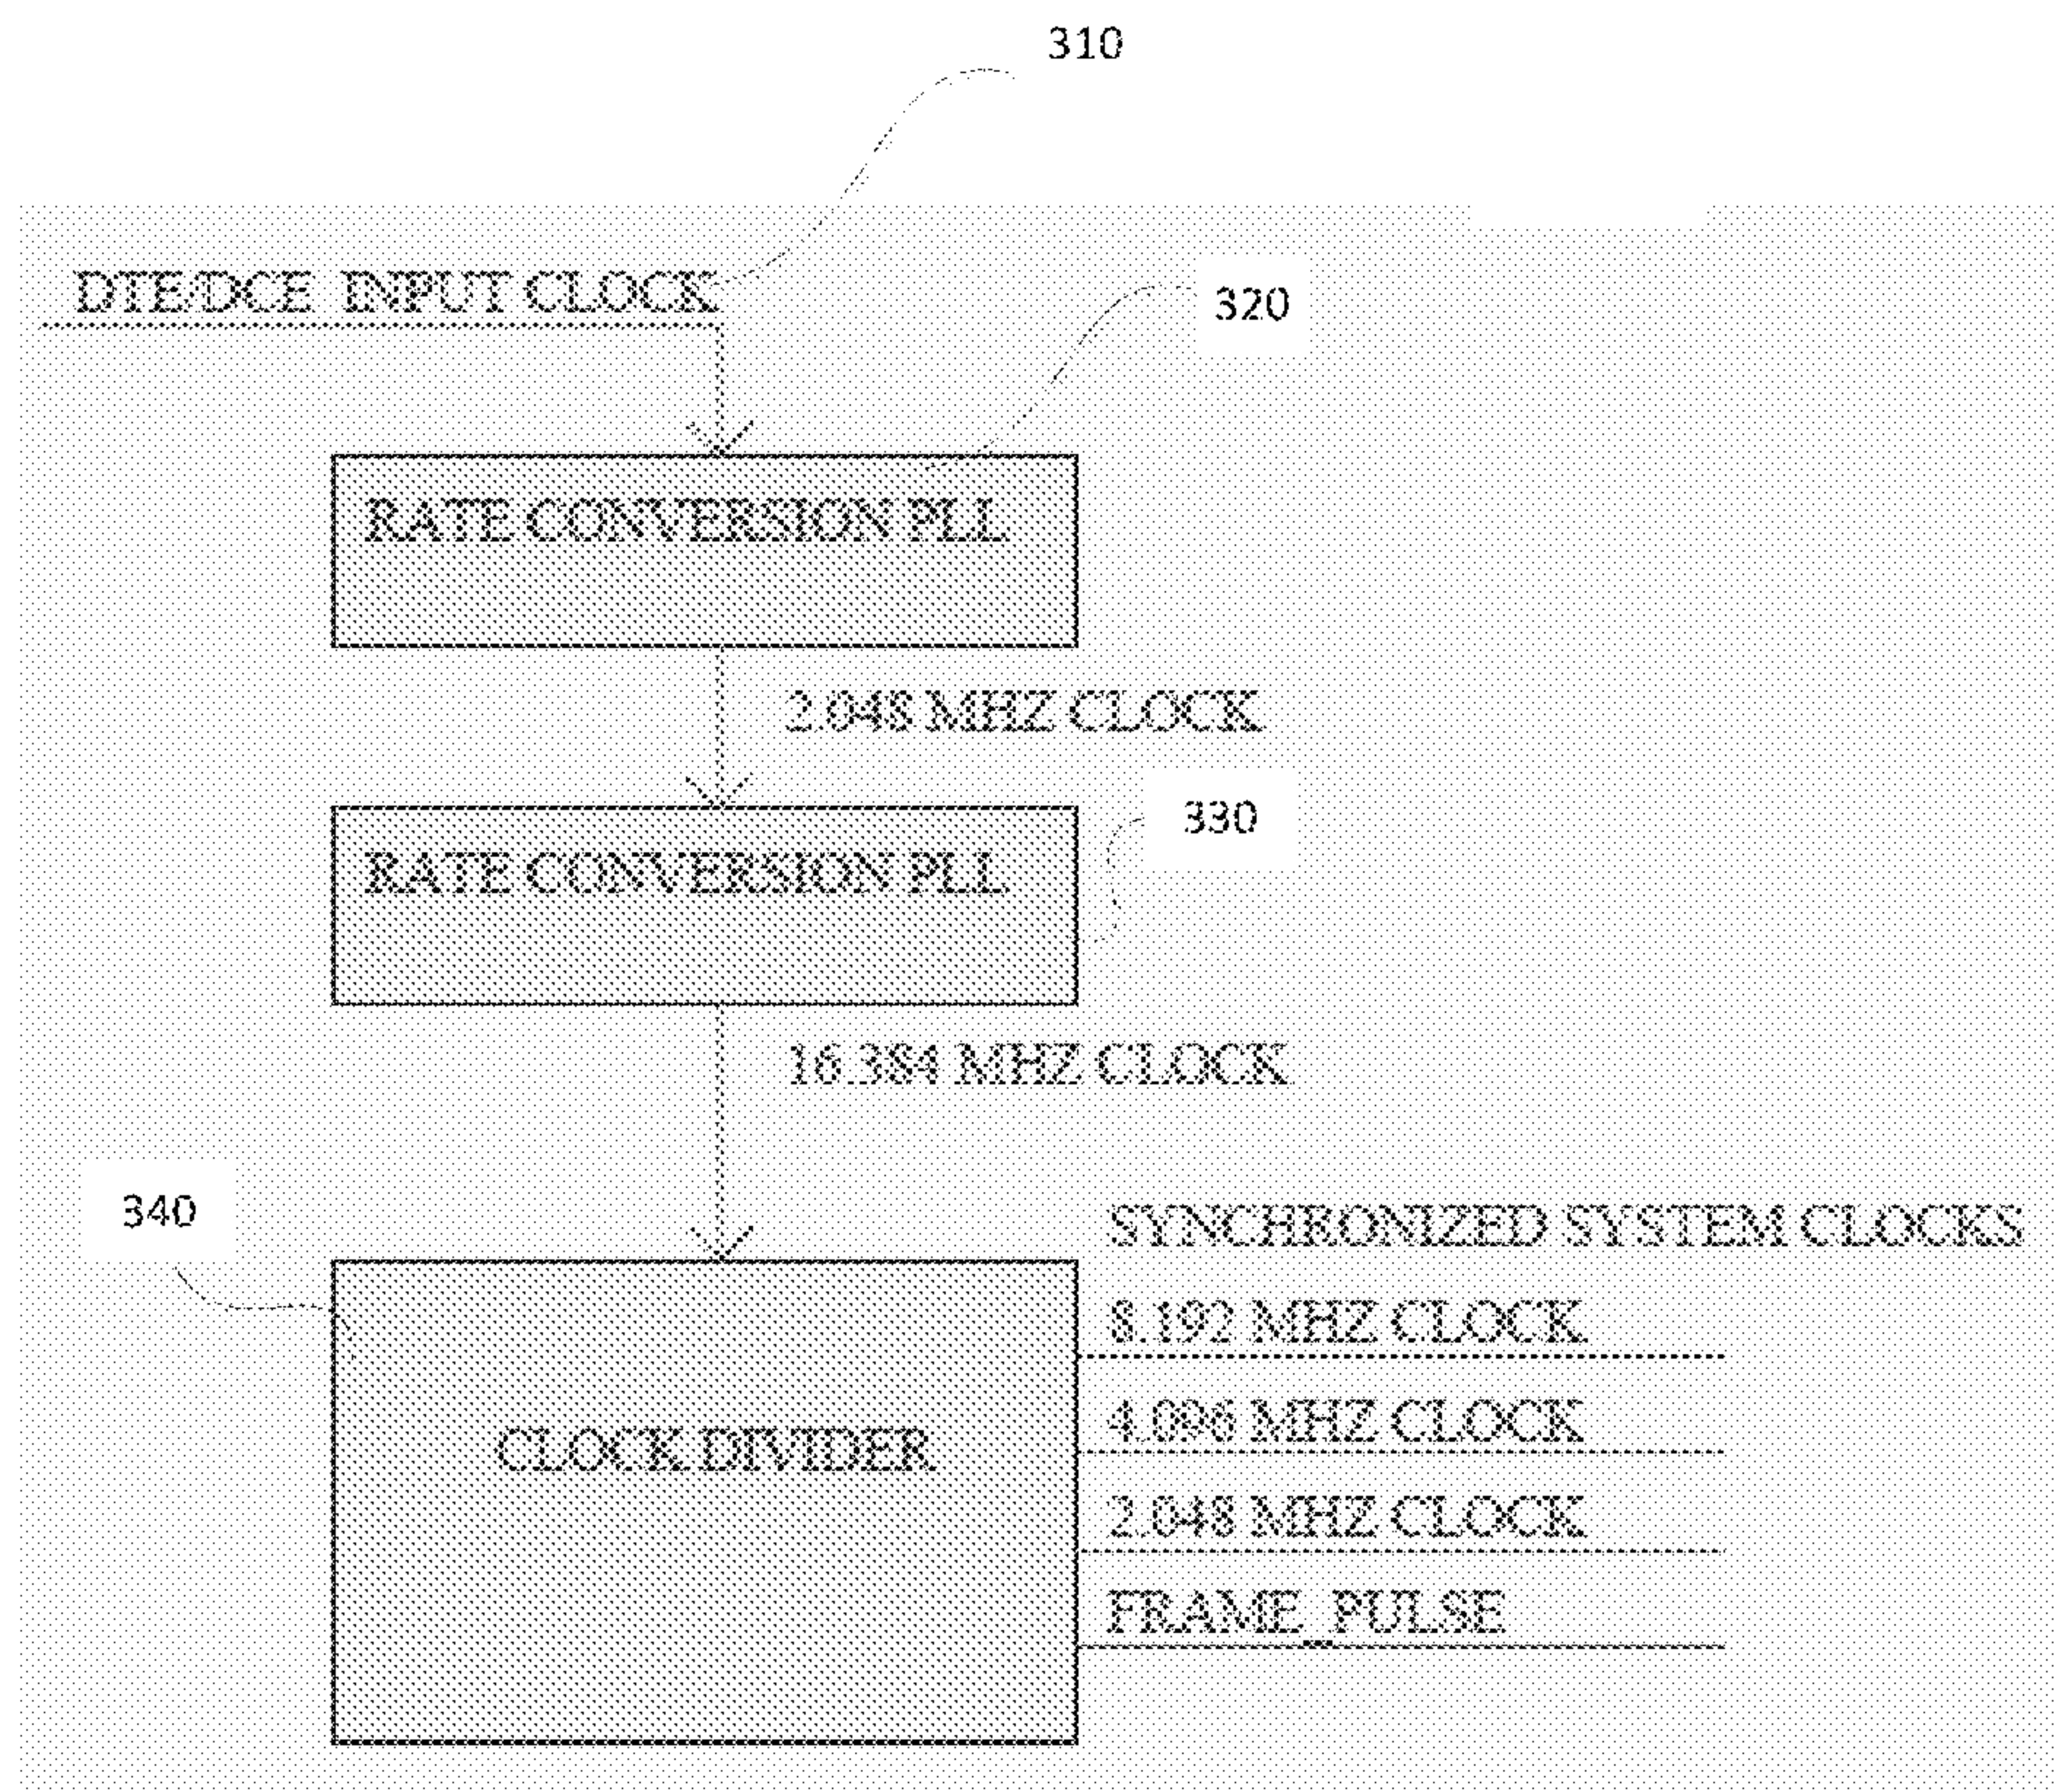 310
DTE/DCE INPUT CLOCK
320
RATE CONVERSION PLL
2.048 MHZ CLOCK
330
RATE CONVERSION PLL
16.384 MHZ CLOCK
340
SYNCHRONIZED SYSTEM CLOCKS
8.192 MHZ CLOCK
4.096 MHZ CLOCK
CLOCK DIVIDER
2.048 MHZ CLOCK
FRAME_PULSE